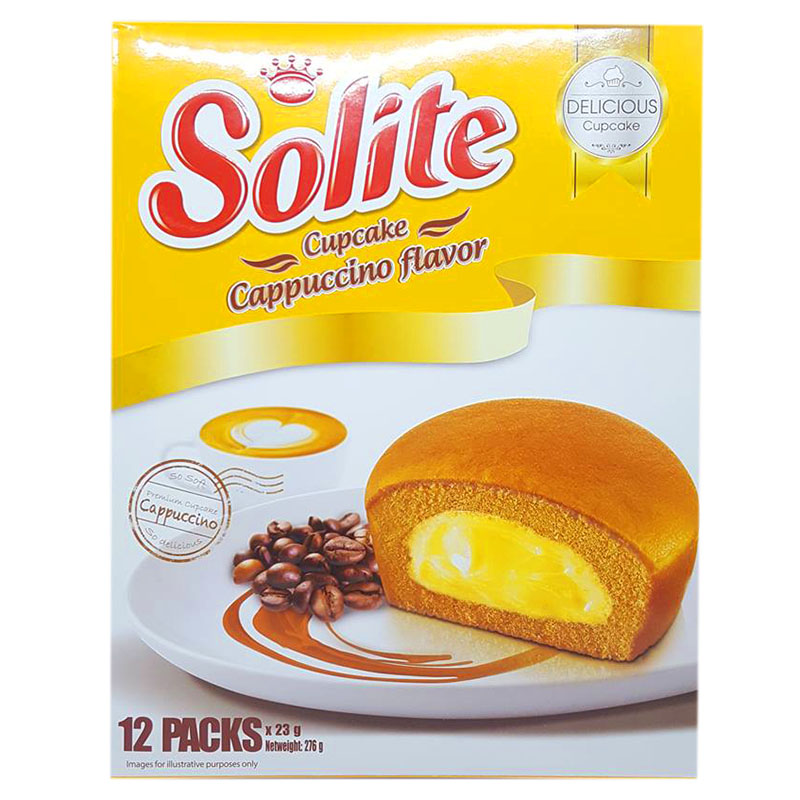 Solite
Cupcake
Cappuccino flavor
DELICIOUS
Cupcake
So Soft
Premium Cupcake
Cappuccino
So delicious
12 PACKS x 23 g
Netweight: 276 g
Images for illustrative purposes only